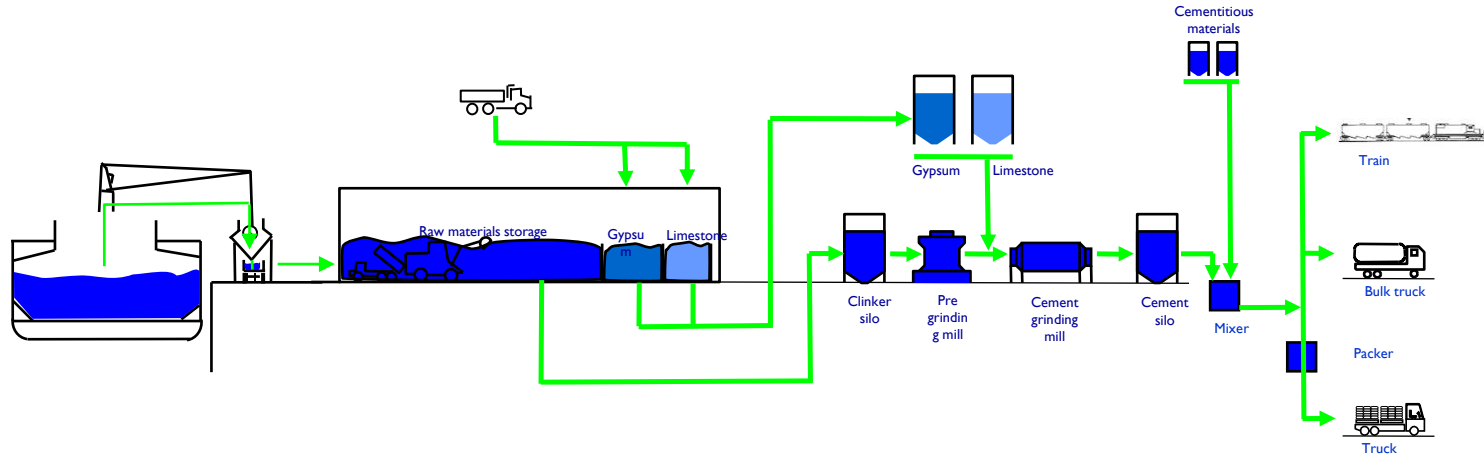 Cementitious
materials
Train
Gypsum
Limestone
Raw materials storage
Gypsu
m
Limestone
Bulk truck
Clinker
silo
Pre
grindin
g mill
Cement
grinding
mill
Cement
silo
Mixer
Packer
Truck